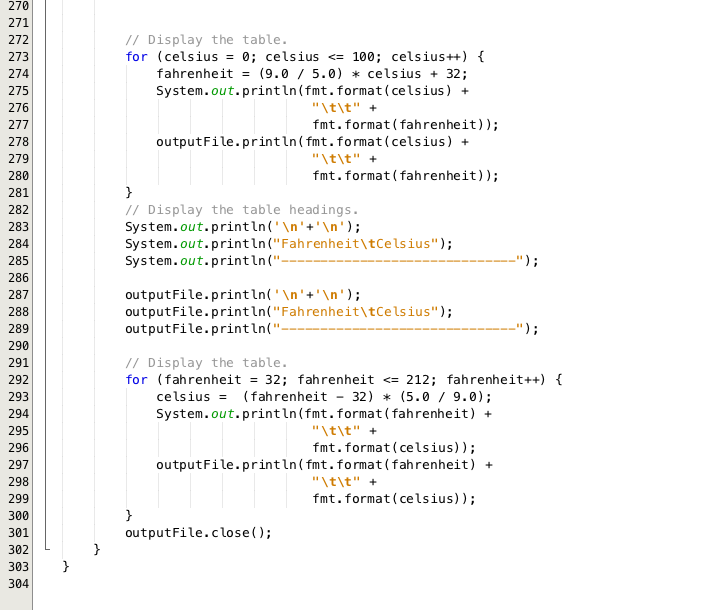 270
271
272 // Display the table.
273 for (celsius = 0; celsius <= 100; celsius++) {
274 fahrenheit = (9.0 / 5.0) * celsius + 32;
275 System.out.println(fmt.format(celsius) +
276 "\t\t" +
277 fmt.format(fahrenheit));
278 outputFile.println(fmt.format(celsius) +
279 "\t\t" +
280 fmt.format(fahrenheit));
281 }
282 // Display the table headings.
283 System.out.println('\n'+'\n');
284 System.out.println("Fahrenheit\tCelsius");
285 System.out.println("------------------------------");
286
287 outputFile.println('\n'+'\n');
288 outputFile.println("Fahrenheit\tCelsius");
289 outputFile.println("------------------------------");
290
291 // Display the table.
292 for (fahrenheit = 32; fahrenheit <= 212; fahrenheit++) {
293 celsius =  (fahrenheit - 32) * (5.0 / 9.0);
294 System.out.println(fmt.format(fahrenheit) +
295 "\t\t" +
296 fmt.format(celsius));
297 outputFile.println(fmt.format(fahrenheit) +
298 "\t\t" +
299 fmt.format(celsius));
300 }
301 outputFile.close();
302 }
303 }
304